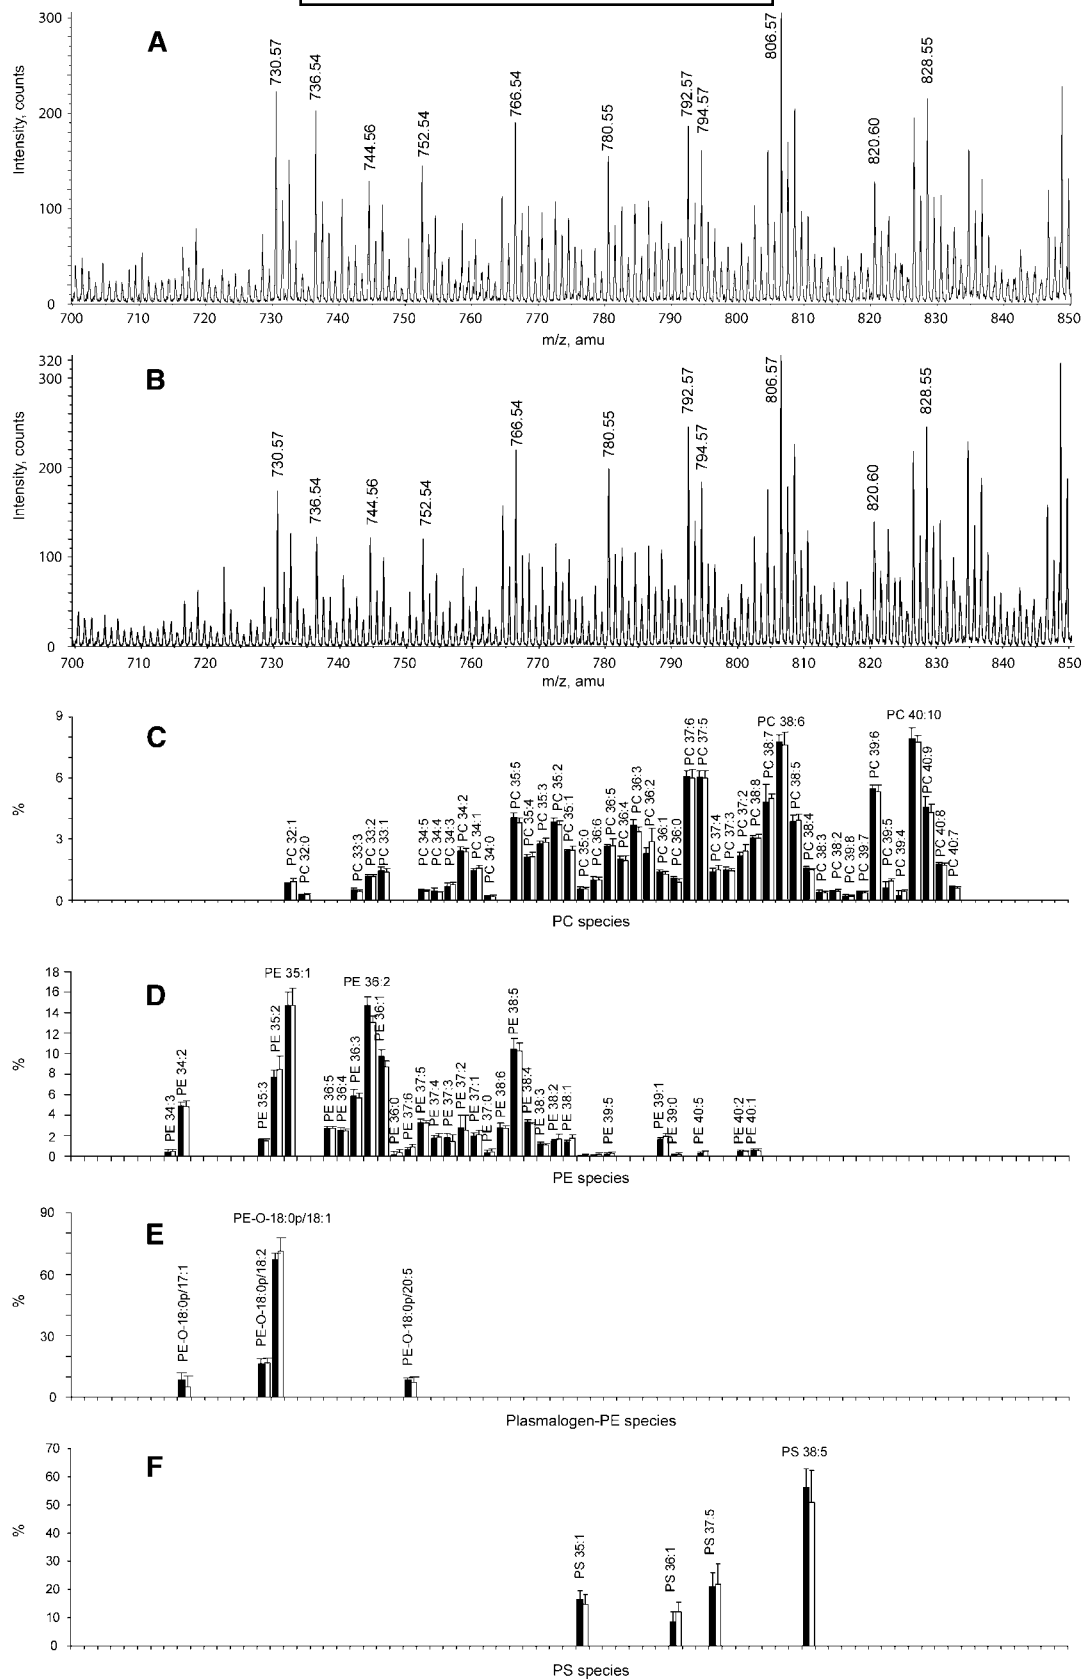 A
Intensity, counts
300
200
100
0
730.57
736.54
744.56
752.54
766.54
780.55
792.57
794.57
806.57
820.60
828.55
700 710 720 730 740 750 760 770 780 790 800 810 820 830 840 850
m/z, amu
B
Intensity, counts
320
300
200
100
0
730.57
736.54
744.56
752.54
766.54
780.55
792.57
794.57
806.57
820.60
828.55
700 710 720 730 740 750 760 770 780 790 800 810 820 830 840 850
m/z, amu
C
%
9
6
3
0
PC 32:1
PC 32:0
PC 33:3
PC 33:2
PC 33:1
PC 34:5
PC 34:4
PC 34:3
PC 34:2
PC 34:1
PC 34:0
PC 35:5
PC 35:4
PC 35:3
PC 35:2
PC 35:1
PC 35:0
PC 36:6
PC 36:5
PC 36:4
PC 36:3
PC 36:2
PC 36:1
PC 36:0
PC 37:6
PC 37:5
PC 37:4
PC 37:3
PC 37:2
PC 38:8
PC 38:7
PC 38:6
PC 38:5
PC 38:4
PC 38:3
PC 38:2
PC 39:8
PC 39:7
PC 39:6
PC 39:5
PC 39:4
PC 40:10
PC 40:9
PC 40:8
PC 40:7
PC species
D
%
18
16
14
12
10
8
6
4
2
0
PE 34:3
PE 34:2
PE 35:3
PE 35:2
PE 35:1
PE 36:5
PE 36:4
PE 36:3
PE 36:2
PE 36:1
PE 36:0
PE 37:6
PE 37:5
PE 37:4
PE 37:3
PE 37:2
PE 37:1
PE 37:0
PE 38:6
PE 38:5
PE 38:4
PE 38:3
PE 38:2
PE 38:1
PE 39:5
PE 39:1
PE 39:0
PE 40:5
PE 40:2
PE 40:1
PE species
E
%
90
60
30
0
PE-O-18:0p/17:1
PE-O-18:0p/18:2
PE-O-18:0p/18:1
PE-O-18:0p/20:5
Plasmalogen-PE species
F
%
70
60
50
40
30
20
10
0
PS 35:1
PS 36:1
PS 37:5
PS 38:5
PS species